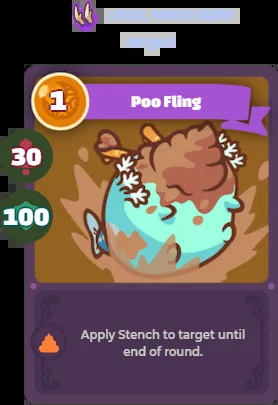 1
Poo Fling
30
100
Apply Stench to target until
end of round.